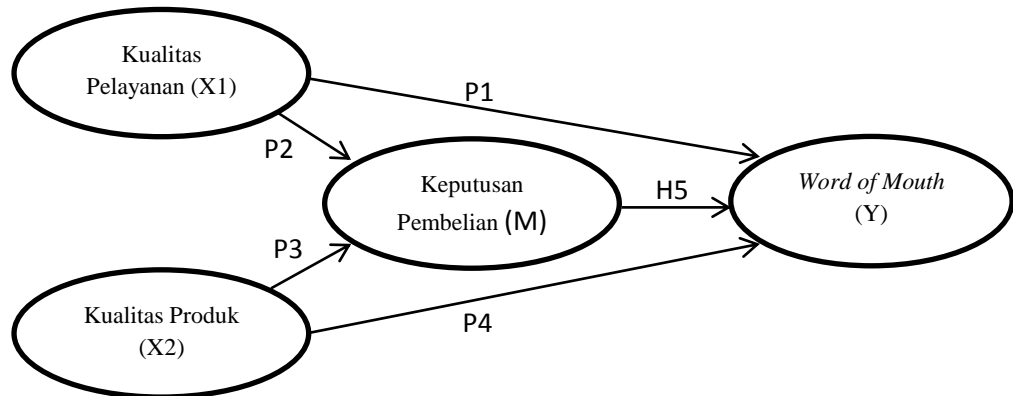 Kualitas
Pelayanan (X1)
P1
P2
Keputusan
Pembelian (M)
H5
Word of Mouth
(Y)
P3
Kualitas Produk
(X2)
P4